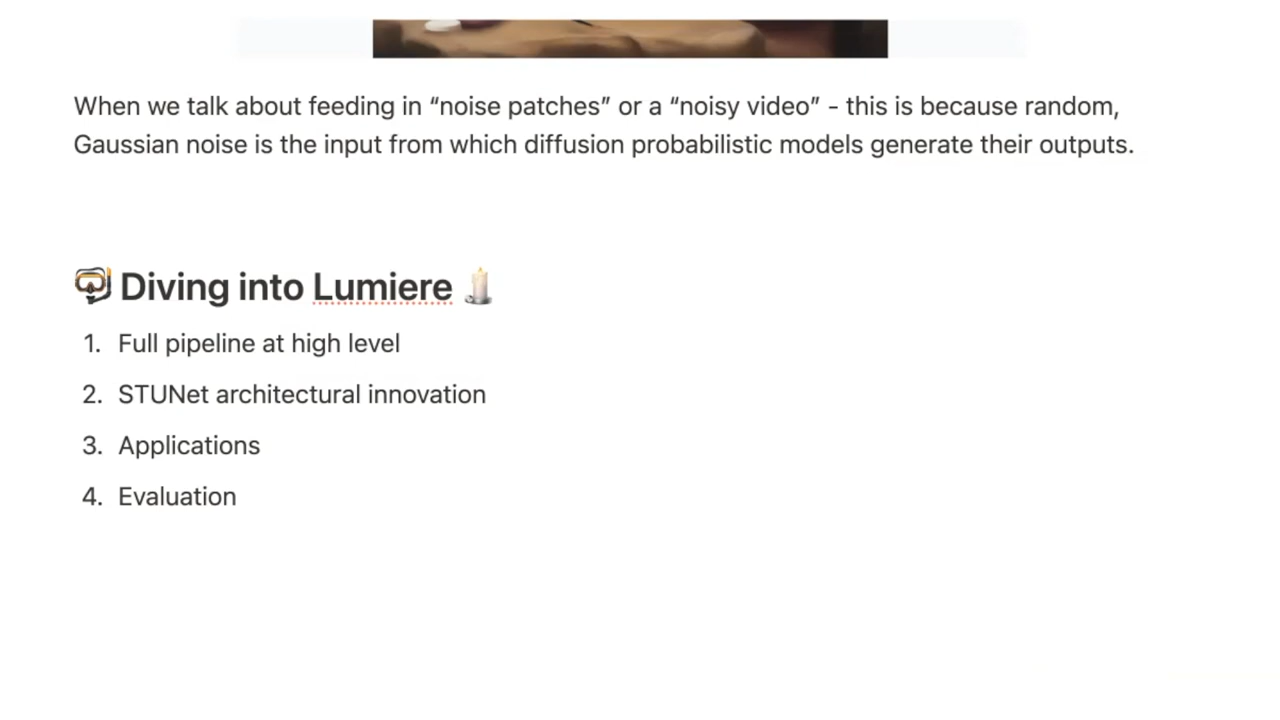 When we talk about feeding in “noise patches” or a “noisy video” - this is because random,
Gaussian noise is the input from which diffusion probabilistic models generate their outputs.
🤿 Diving into Lumiere 🕯️
1. Full pipeline at high level
2. STUNet architectural innovation
3. Applications
4. Evaluation